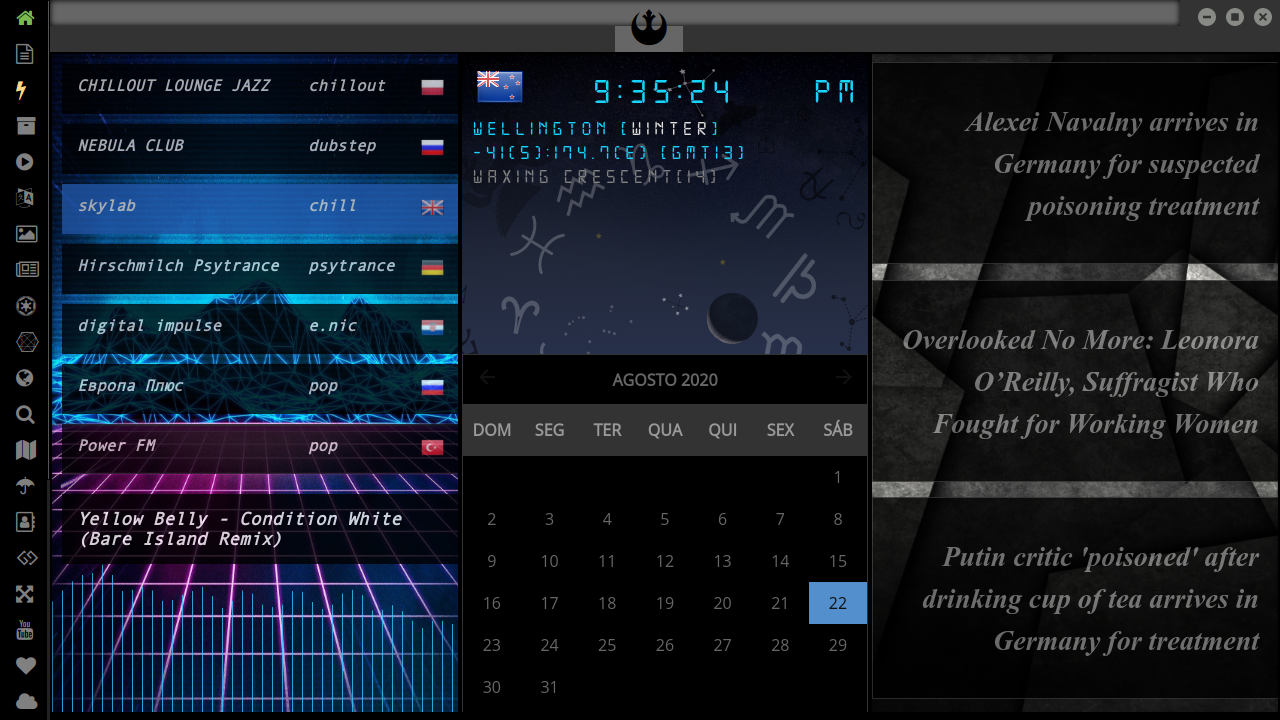 CHILLOUT LOUNGE JAZZ chillout
NEBULA CLUB dubstep
skylab chill
Hirschmilch Psytrance psytrance
digital impulse e.nic
Европа Плюс pop
Power FM pop
Yellow Belly - Condition White
(Bare Island Remix)
9:35:24 PM
WELLINGTON [WINTER]
-41(S):174.7(E) [GMT13]
WAXING CRESCENT(14)
AGOSTO 2020
DOM SEG TER QUA QUI SEX SÁB
1
2 3 4 5 6 7 8
9 10 11 12 13 14 15
16 17 18 19 20 21 22
23 24 25 26 27 28 29
30 31
Alexei Navalny arrives in
Germany for suspected
poisoning treatment
Overlooked No More: Leonora
O’Reilly, Suffragist Who
Fought for Working Women
Putin critic 'poisoned' after
drinking cup of tea arrives in
Germany for treatment
You
Tube